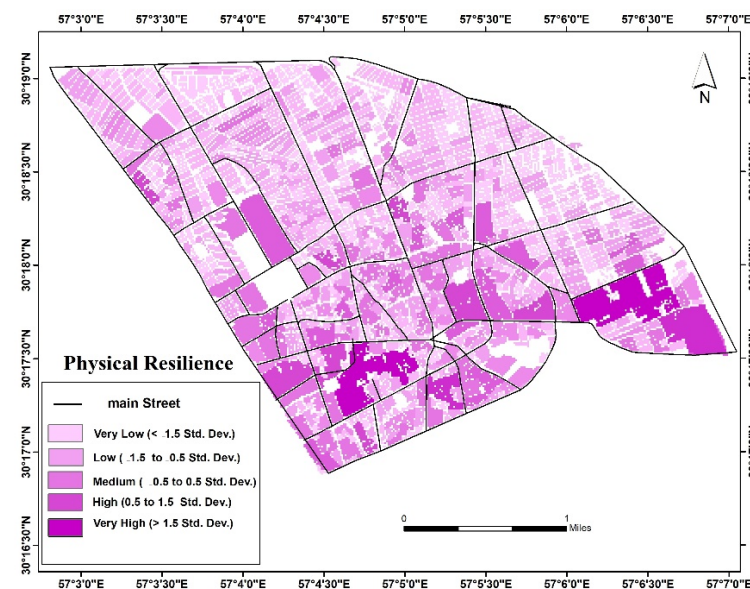 57°3'0"E 57°3'30"E 57°4'0"E 57°4'30"E 57°5'0"E 57°5'30"E 57°6'0"E 57°6'30"E 57°7'0"E
30°19'0"N
30°18'30"N
30°18'0"N
30°17'30"N
30°17'0"N
30°16'30"N
N
Physical Resilience
main Street
Very Low (< -1.5 Std. Dev.)
Low ( -1.5 to -0.5 Std. Dev.)
Medium ( -0.5 to 0.5 Std. Dev.)
High (0.5 to 1.5 Std. Dev.)
Very High (> 1.5 Std. Dev.)
0 1
Miles
57°3'0"E 57°3'30"E 57°4'0"E 57°4'30"E 57°5'0"E 57°5'30"E 57°6'0"E 57°6'30"E 57°7'0"E